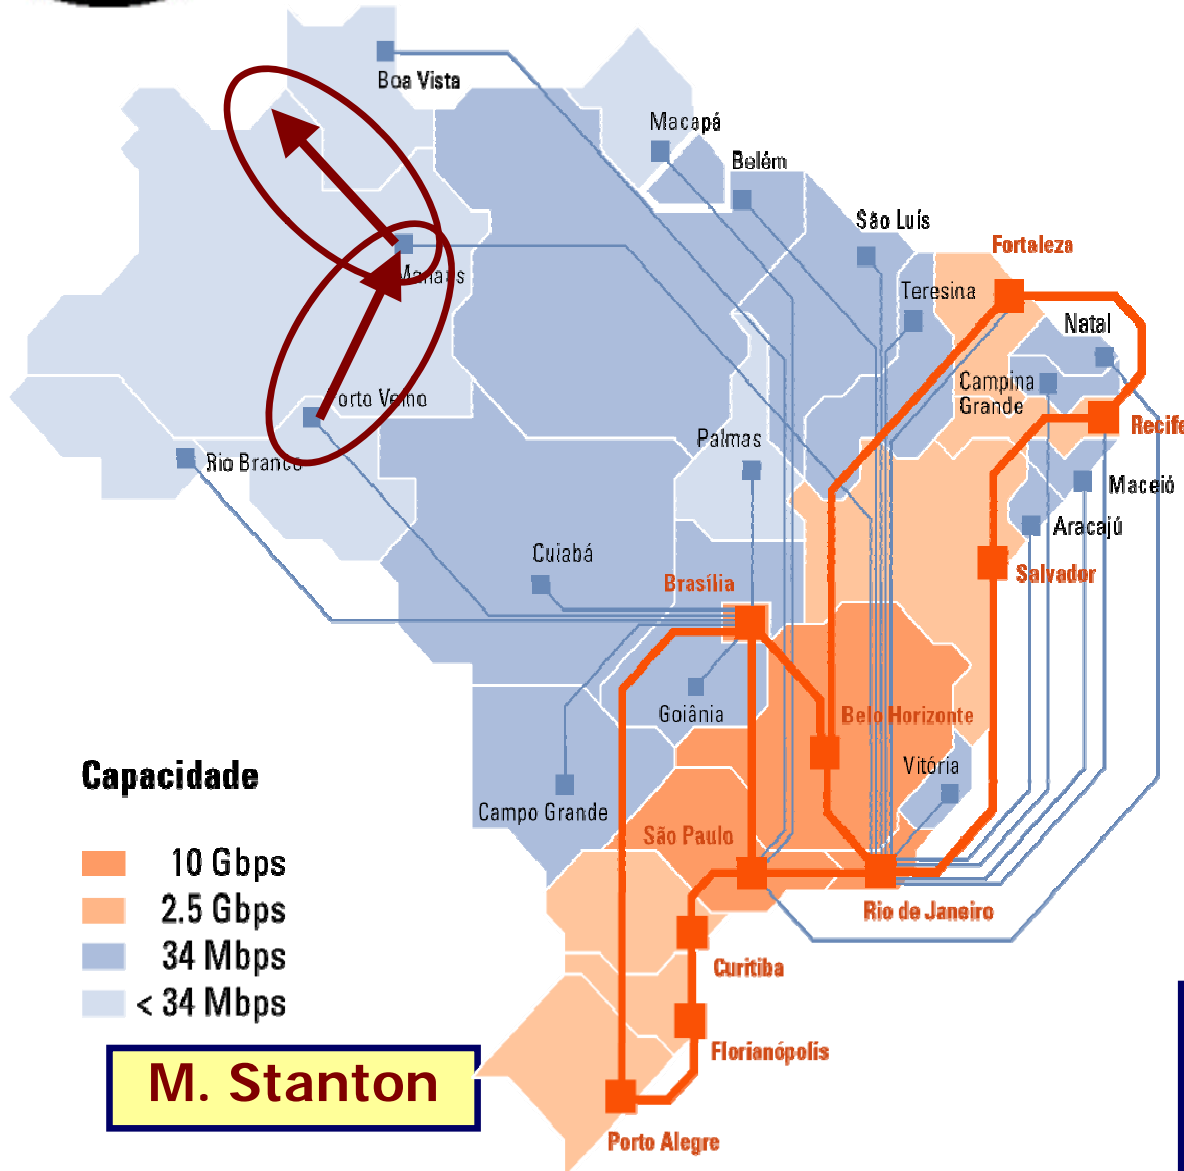 Boa Vista
Macapá
Belém
São Luís
Fortaleza
Manaus
Teresina
Natal
Campina
Grande
orto Velho
Recife
Palmas
Rio Branco
Maceió
Aracajú
Cuiabá
Brasília
Salvador
Goiânia
Belo Horizonte
Vitória
Capacidade
Campo Grande
São Paulo
10 Gbps
2.5 Gbps
34 Mbps
< 34 Mbps
Rio de Janeiro
Curitiba
Florianópolis
M. Stanton
Porto Alegre